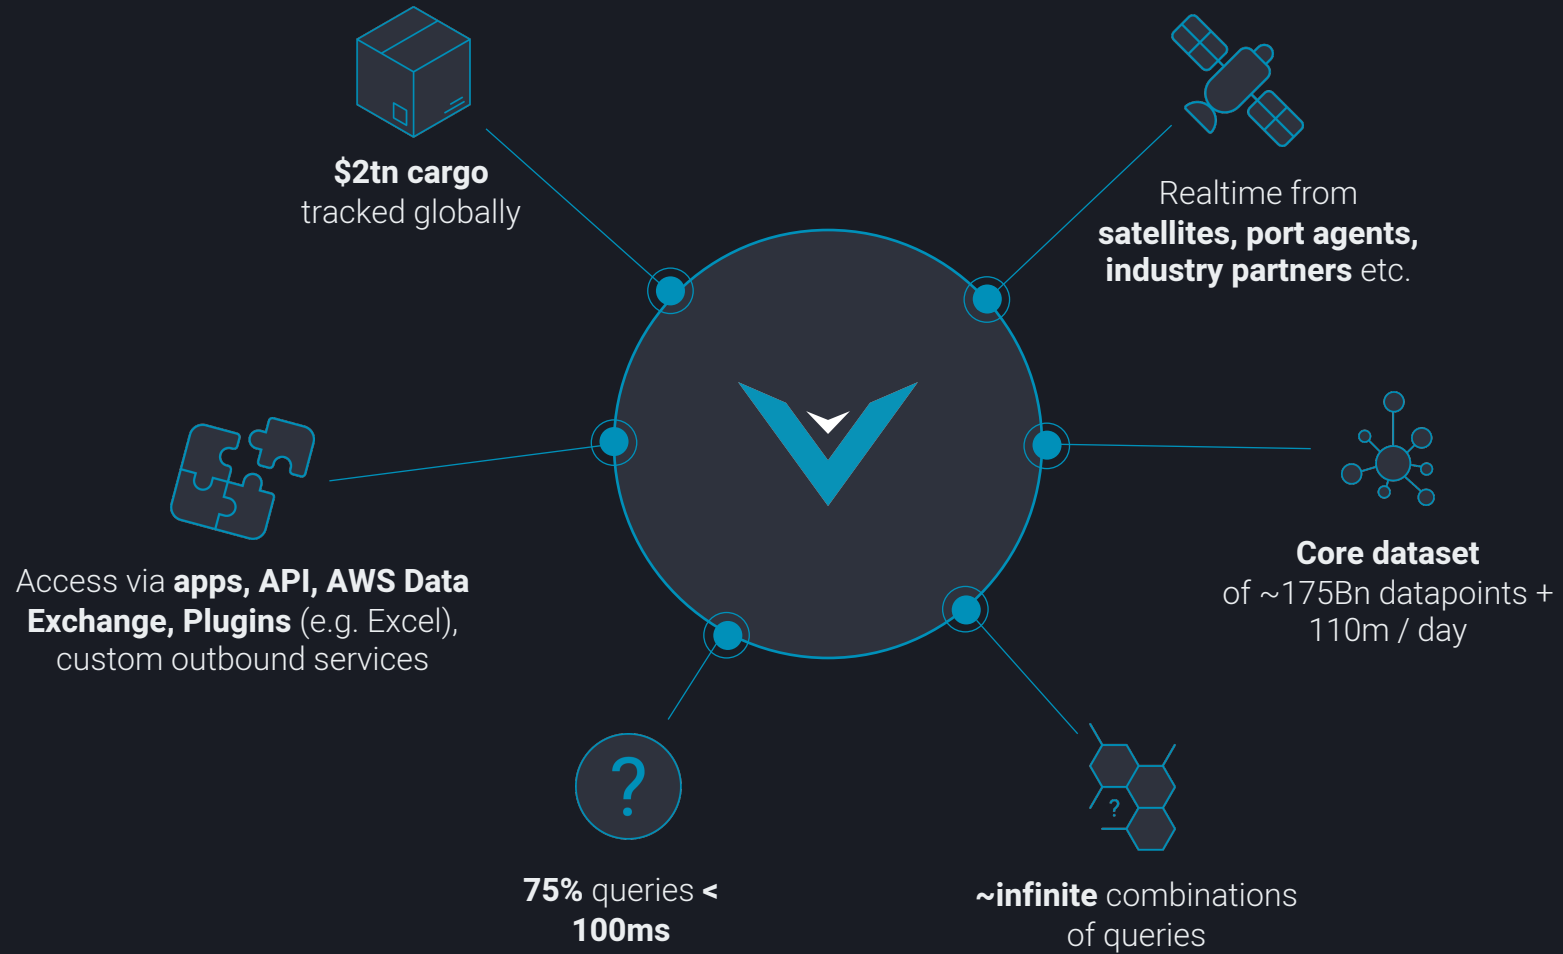 $2tn cargo
tracked globally
Realtime from
satellites, port agents,
industry partners etc.
Access via apps, API, AWS Data
Exchange, Plugins (e.g. Excel),
custom outbound services
Core dataset
of ~175Bn datapoints +
110m / day
?
75% queries <
100ms
?
~infinite combinations
of queries